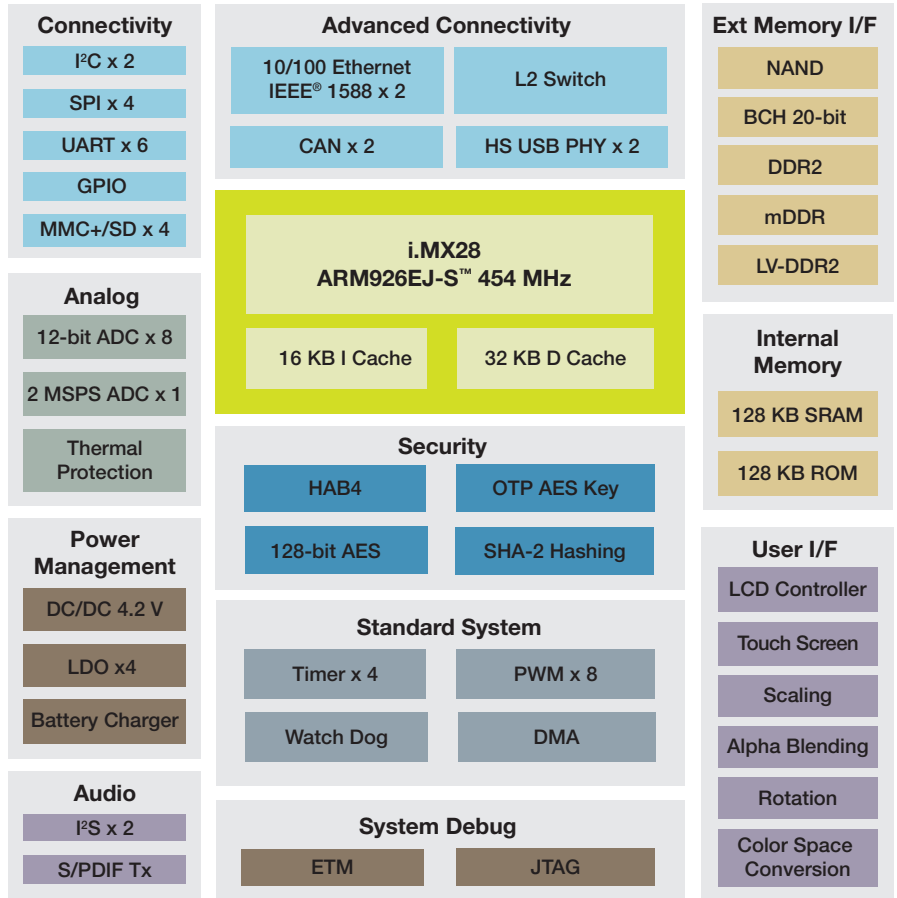 Connectivity
I²C x 2
SPI x 4
UART x 6
GPIO
MMC+/SD x 4
Analog
12-bit ADC x 8
2 MSPS ADC x 1
Thermal
Protection
Power
Management
DC/DC 4.2 V
LDO x4
Battery Charger
Audio
I²S x 2
S/PDIF Tx
Advanced Connectivity
10/100 Ethernet
IEEE® 1588 x 2
L2 Switch
CAN x 2
HS USB PHY x 2
i.MX28
ARM926EJ-S™ 454 MHz
16 KB I Cache
32 KB D Cache
Security
HAB4
OTP AES Key
128-bit AES
SHA-2 Hashing
Standard System
Timer x 4
PWM x 8
Watch Dog
DMA
System Debug
ETM
JTAG
Ext Memory I/F
NAND
BCH 20-bit
DDR2
mDDR
LV-DDR2
Internal
Memory
128 KB SRAM
128 KB ROM
User I/F
LCD Controller
Touch Screen
Scaling
Alpha Blending
Rotation
Color Space
Conversion